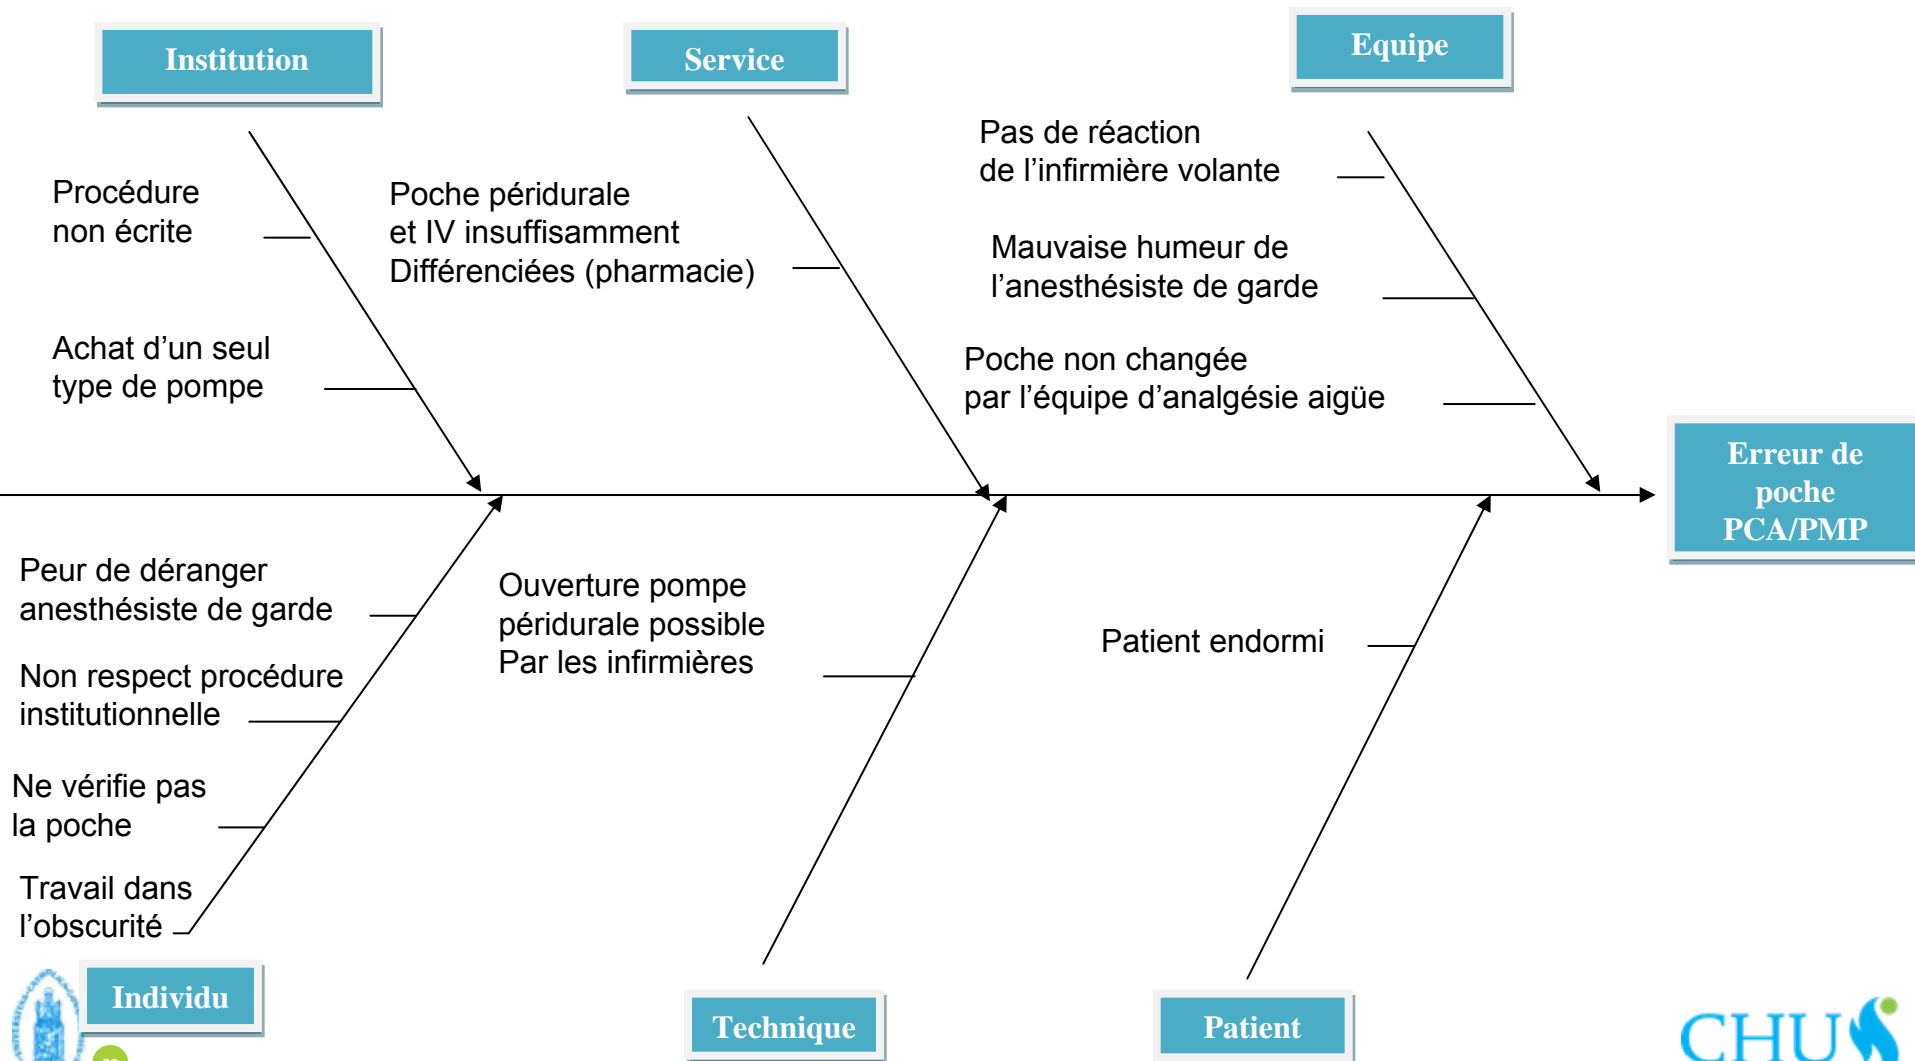 Institution
Service
Equipe
Procédure
non écrite
Achat d’un seul
type de pompe
Poche péridurale
et IV insuffisamment
Différenciées (pharmacie)
Pas de réaction
de l’infirmière volante
Mauvaise humeur de
l’anesthésiste de garde
Poche non changée
par l’équipe d’analgésie aigüe
Erreur de
poche
PCA/PMP
Peur de déranger
anesthésiste de garde
Non respect procédure
institutionnelle
Ne vérifie pas
la poche
Travail dans
l’obscurité
Ouverture pompe
péridurale possible
Par les infirmières
Patient endormi
Individu
Technique
Patient
CHU